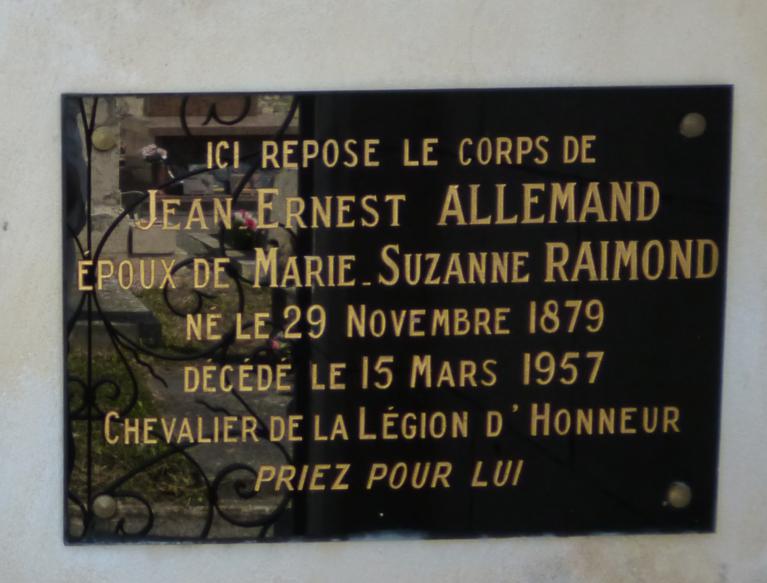 ICI REPOSE LE CORPS DE
JEAN-ERNEST ALLEMAND
ÉPOUX DE MARIE-SUZANNE RAIMOND
NÉ LE 29 NOVEMBRE 1879
DÉCÉDÉ LE 15 MARS 1957
CHEVALIER DE LA LÉGION D'HONNEUR
PRIEZ POUR LUI